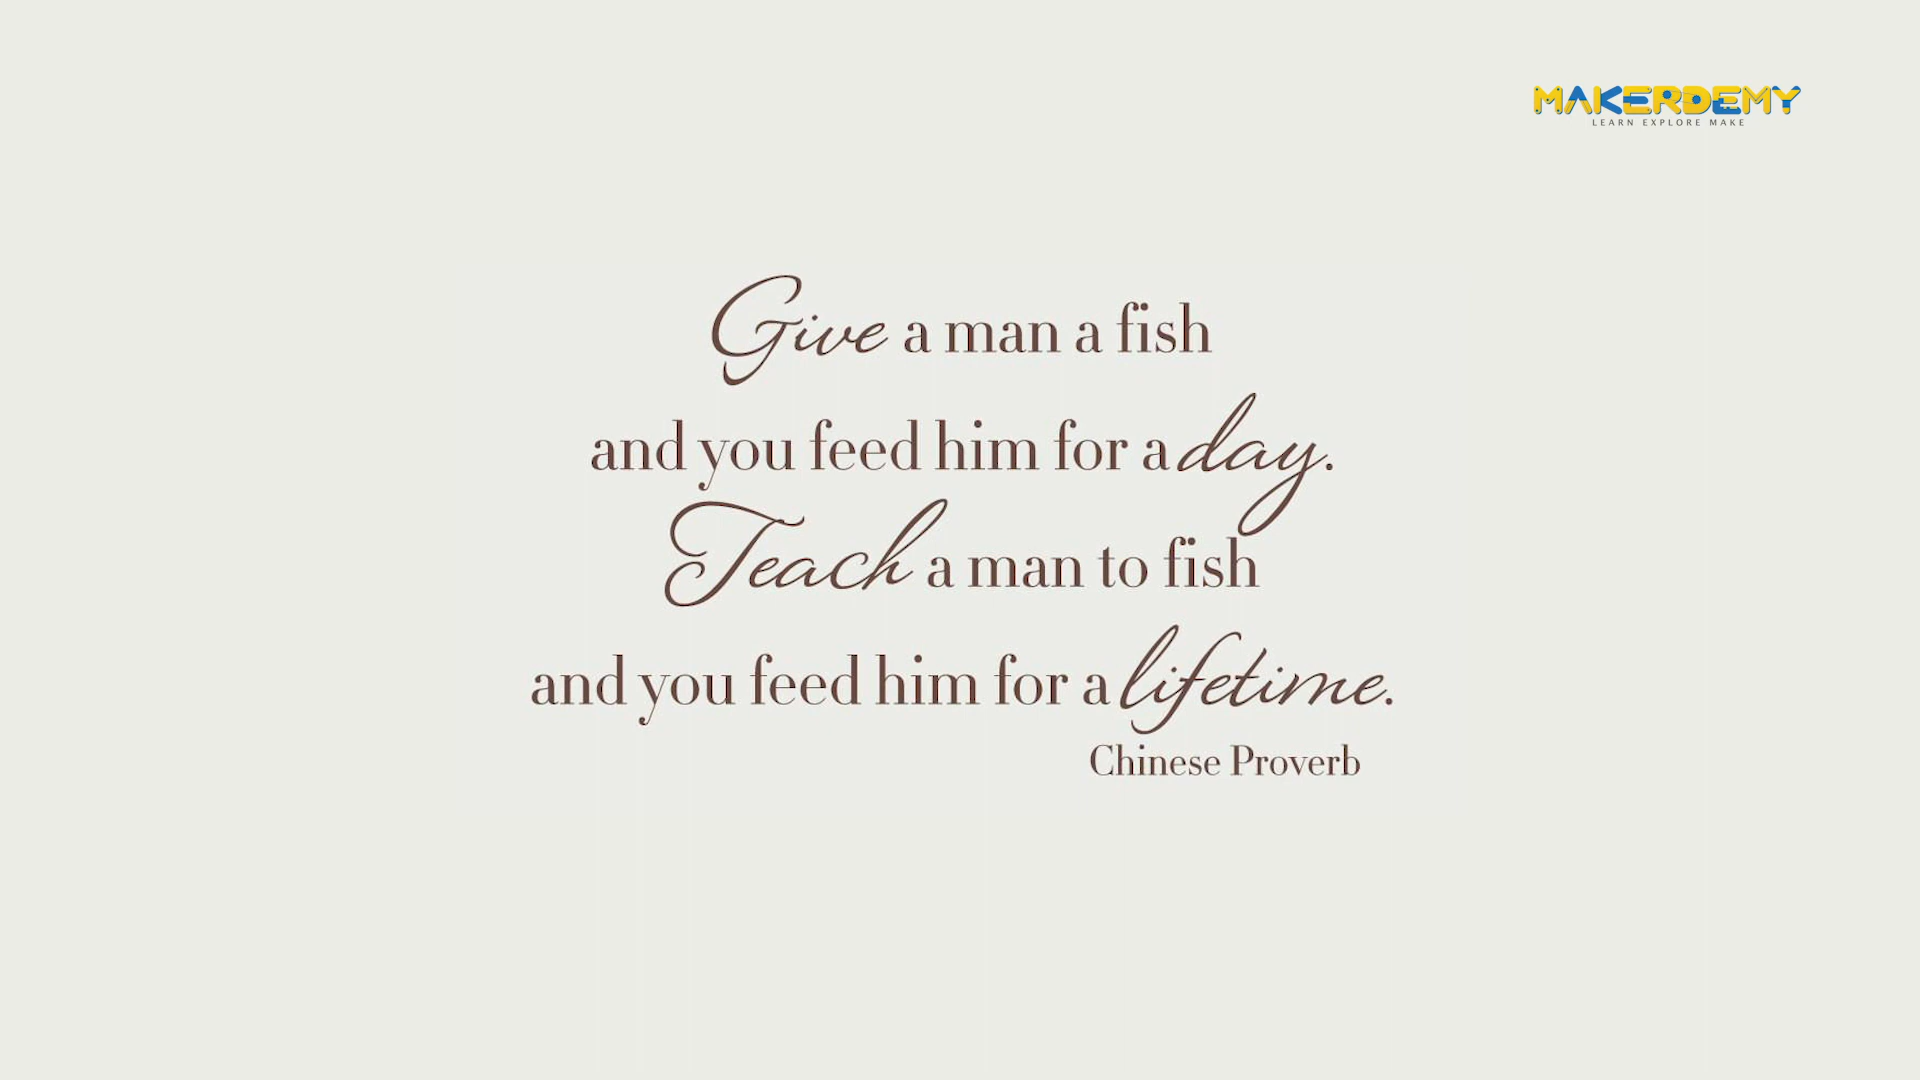 MAKERDEMY
LEARN EXPLORE MAKE
Give a man a fish
and you feed him for a day.
Teach a man to fish
and you feed him for a lifetime.
Chinese Proverb